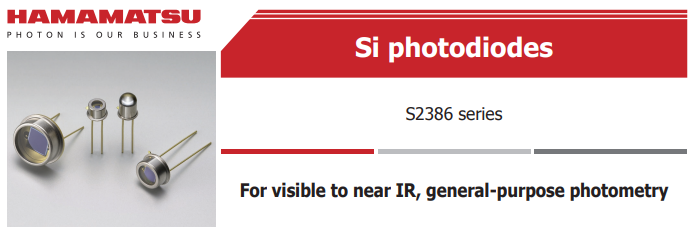 HAMAMATSU
PHOTON IS OUR BUSINESS
Si photodiodes
S2386 series
For visible to near IR, general-purpose photometry